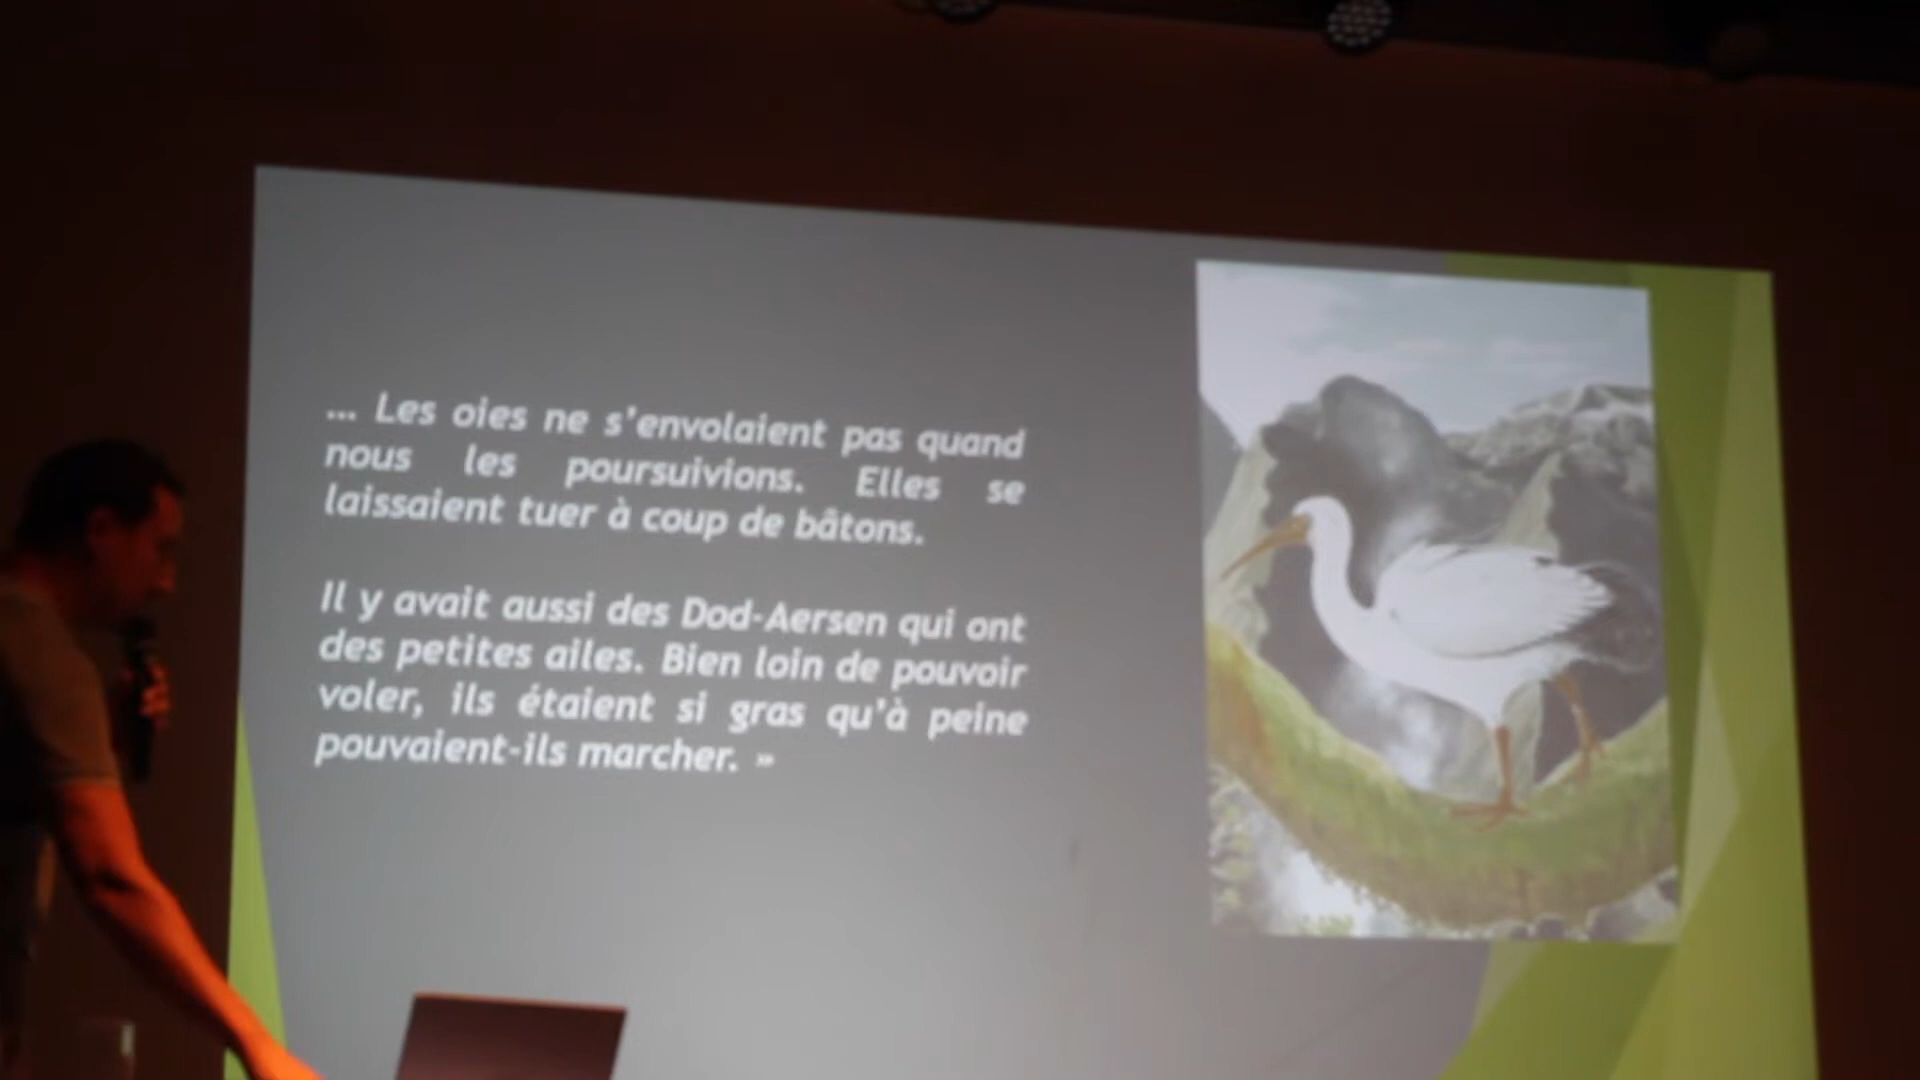 ... Les oies ne s'envolaient pas quand
nous les poursuivions. Elles se
laissaient tuer à coup de bâtons.
Il y avait aussi des Dod-Aersen qui ont
des petites ailes. Bien loin de pouvoir
voler, ils étaient si gras qu'à peine
pouvaient-ils marcher. »